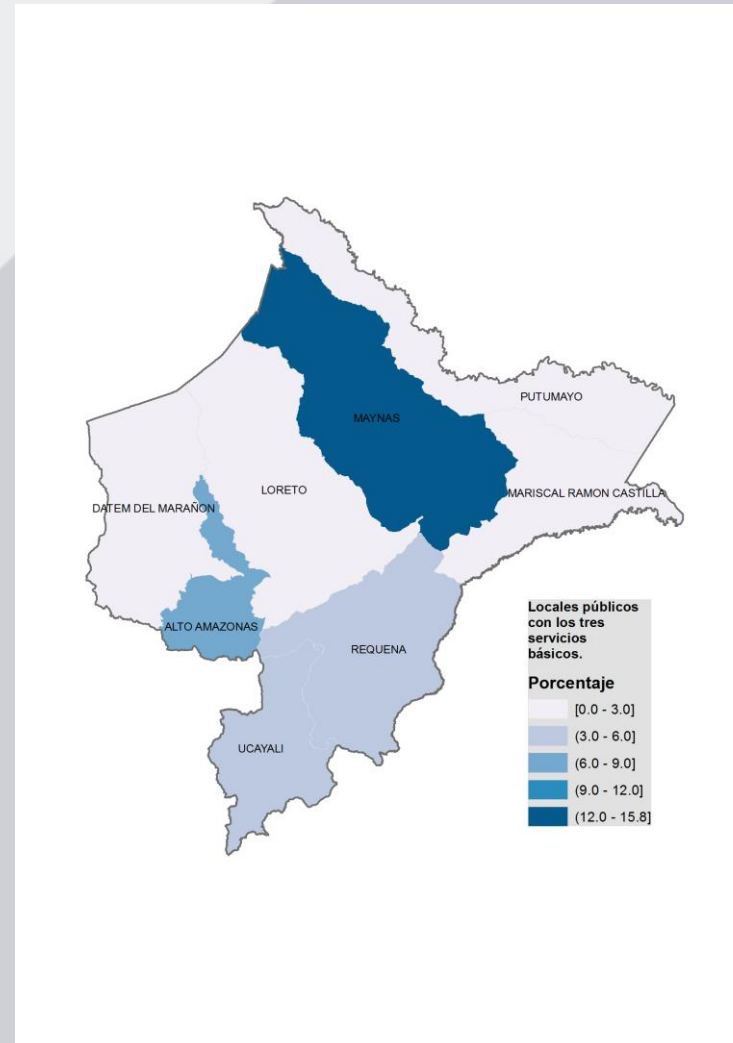 PUTUMAYO
MAYNAS
LORETO
MARISCAL RAMON CASTILLA
DATEM DEL MARAÑON
ALTO AMAZONAS
REQUENA
UCAYALI
Locales públicos
con los tres
servicios
básicos.
Porcentaje
[0.0 - 3.0]
(3.0 - 6.0]
(6.0 - 9.0]
(9.0 - 12.0]
(12.0 - 15.8]